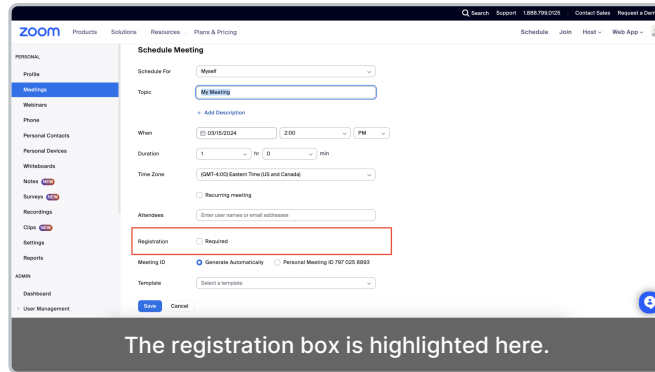 Search Support 1.888.799.0125 Contact Sales Request a Dem
zoom Products Solutions Resources Plans & Pricing Schedule Join Host Web App
PERSONAL
Profile
Meetings
Webinars
Phone
Personal Contacts
Personal Devices
Whiteboards
Notes NEW
Surveys NEW
Recordings
Clips NEW
Settings
Reports
ADMIN
Dashboard
User Management
Schedule Meeting
Schedule For Myself
Topic My Meeting
+ Add Description
When 03/15/2024 2:00 PM
Duration 1 hr 0 min
Time Zone (GMT-4:00) Eastern Time (US and Canada)
Recurring meeting
Attendees Enter user names or email addresses
Registration Required
Meeting ID Generate Automatically Personal Meeting ID 797 025 8893
Template Select a template
Save Cancel
The registration box is highlighted here.